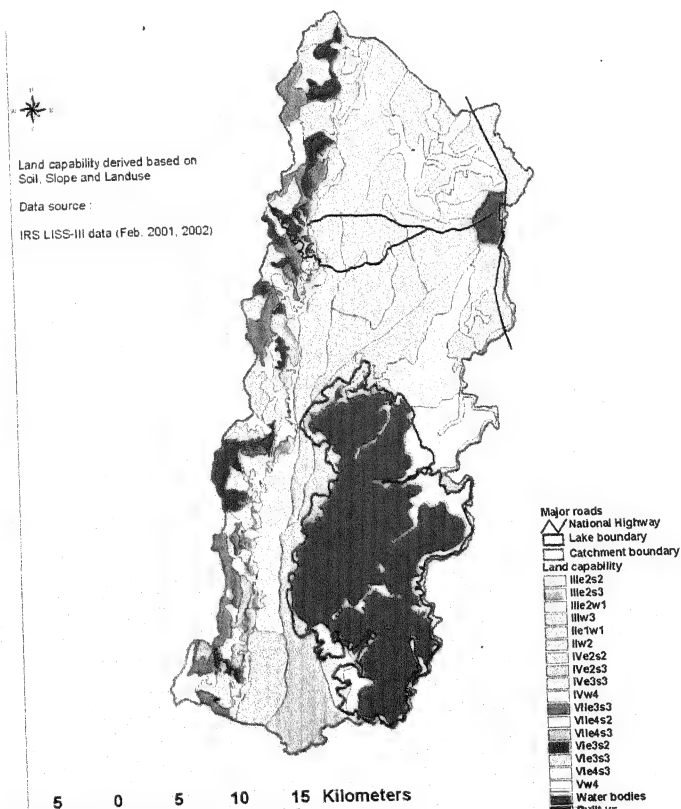 Land capability derived based on
Soil, Slope and Landuse
Data source :
IRS LISS-III data (Feb. 2001, 2002)
Major roads
National Highway
Lake boundary
Catchment boundary
Land capability
IIIe2s2
IIIe2s3
IIIe2w1
IIIw3
IIe1w1
IIw2
IVe2s2
IVe2s3
IVe3s3
IVw4
VIIe3s3
VIIe4s2
VIIe4s3
VIe3s2
VIe3s3
VIe4s3
Vw4
Water bodies
5 0 5 10 15 Kilometers